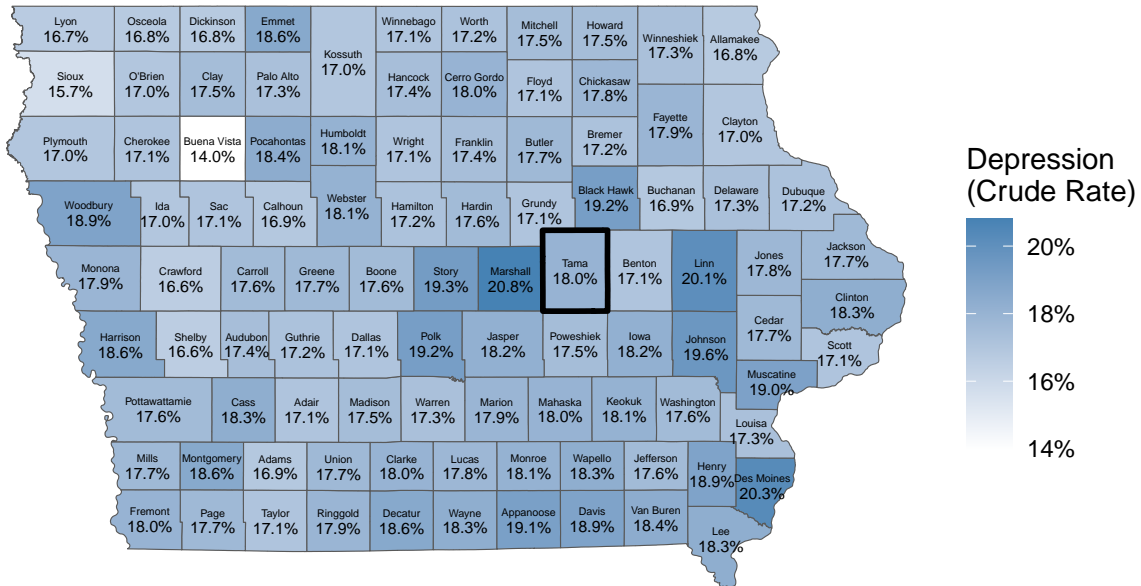 Lyon
16.7%
Osceola
16.8%
Dickinson
16.8%
Emmet
18.6%
Kossuth
17.0%
Winnebago
17.1%
Worth
17.2%
Mitchell
17.5%
Howard
17.5%
Winneshiek
17.3%
Allamakee
16.8%
Sioux
15.7%
O'Brien
17.0%
Clay
17.5%
Palo Alto
17.3%
Hancock
17.4%
Cerro Gordo
18.0%
Floyd
17.1%
Chickasaw
17.8%
Fayette
17.9%
Clayton
17.0%
Plymouth
17.0%
Cherokee
17.1%
Buena Vista
14.0%
Pocahontas
18.4%
Humboldt
18.1%
Wright
17.1%
Franklin
17.4%
Butler
17.7%
Bremer
17.2%
Woodbury
18.9%
Ida
17.0%
Sac
17.1%
Calhoun
16.9%
Webster
18.1%
Hamilton
17.2%
Hardin
17.6%
Grundy
17.1%
Black Hawk
19.2%
Buchanan
16.9%
Delaware
17.3%
Dubuque
17.2%
Monona
17.9%
Crawford
16.6%
Carroll
17.6%
Greene
17.7%
Boone
17.6%
Story
19.3%
Marshall
20.8%
Tama
18.0%
Benton
17.1%
Linn
20.1%
Jones
17.8%
Jackson
17.7%
Clinton
18.3%
Harrison
18.6%
Shelby
16.6%
Audubon
17.4%
Guthrie
17.2%
Dallas
17.1%
Polk
19.2%
Jasper
18.2%
Poweshiek
17.5%
Iowa
18.2%
Johnson
19.6%
Cedar
17.7%
Scott
17.1%
Muscatine
19.0%
Pottawattamie
17.6%
Cass
18.3%
Adair
17.1%
Madison
17.5%
Warren
17.3%
Marion
17.9%
Mahaska
18.0%
Keokuk
18.1%
Washington
17.6%
Louisa
17.3%
Mills
17.7%
Montgomery
18.6%
Adams
16.9%
Union
17.7%
Clarke
18.0%
Lucas
17.8%
Monroe
18.1%
Wapello
18.3%
Jefferson
17.6%
Henry
18.9%
Des Moines
20.3%
Fremont
18.0%
Page
17.7%
Taylor
17.1%
Ringgold
17.9%
Decatur
18.6%
Wayne
18.3%
Appanoose
19.1%
Davis
18.9%
Van Buren
18.4%
Lee
18.3%
Depression
(Crude Rate)
20%
18%
16%
14%